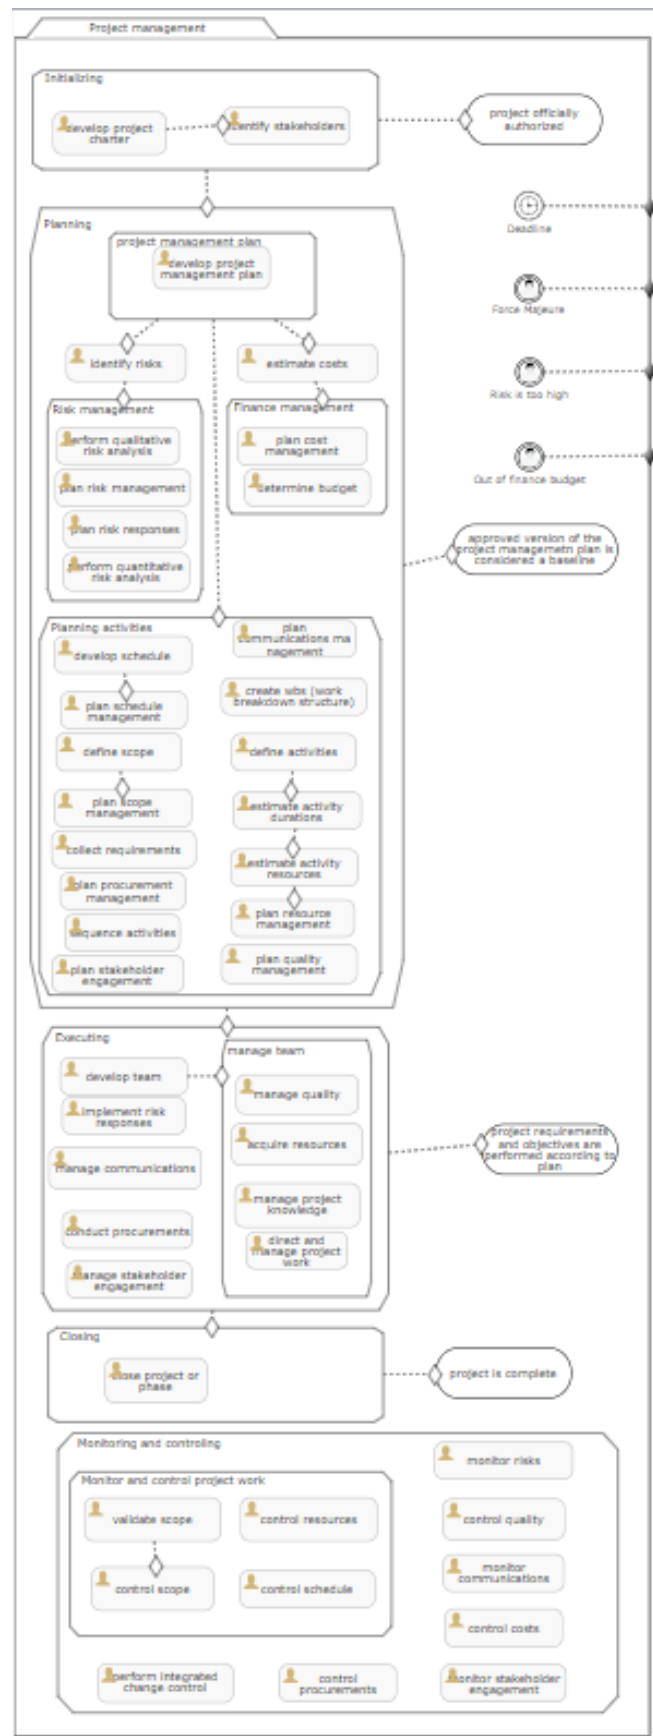 Project management
Initializing
develop project
charter
identify stakeholders
project officially
authorized
Planning
project management plan
develop project
management plan
Deadline
Force Majeure
Risk is too high
Out of finance budget
identify risks
estimate costs
Risk management
perform qualitative
risk analysis
plan risk management
plan risk responses
perform quantitative
risk analysis
Finance management
plan cost
management
determine budget
approved version of the
project managemetn plan is
considered a baseline
Planning activities
develop schedule
plan schedule
management
define scope
plan scope
management
collect requirements
plan procurement
management
sequence activities
plan stakeholder
engagement
plan
communications ma
nagement
create wbs (work
breakdown structure)
define activities
estimate activity
durations
estimate activity
resources
plan resource
management
plan quality
management
Executing
develop team
implement risk
responses
manage communications
conduct procurements
manage stakeholder
engagement
manage team
manage quality
acquire resources
manage project
knowledge
direct and
manage project
work
project requirements
and objectives are
performed according to
plan
Closing
close project or
phase
project is complete
Monitoring and controling
Monitor and control project work
validate scope
control resources
control scope
control schedule
monitor risks
control quality
monitor
communications
control costs
perform integrated
change control
control
procurements
monitor stakeholder
engagement